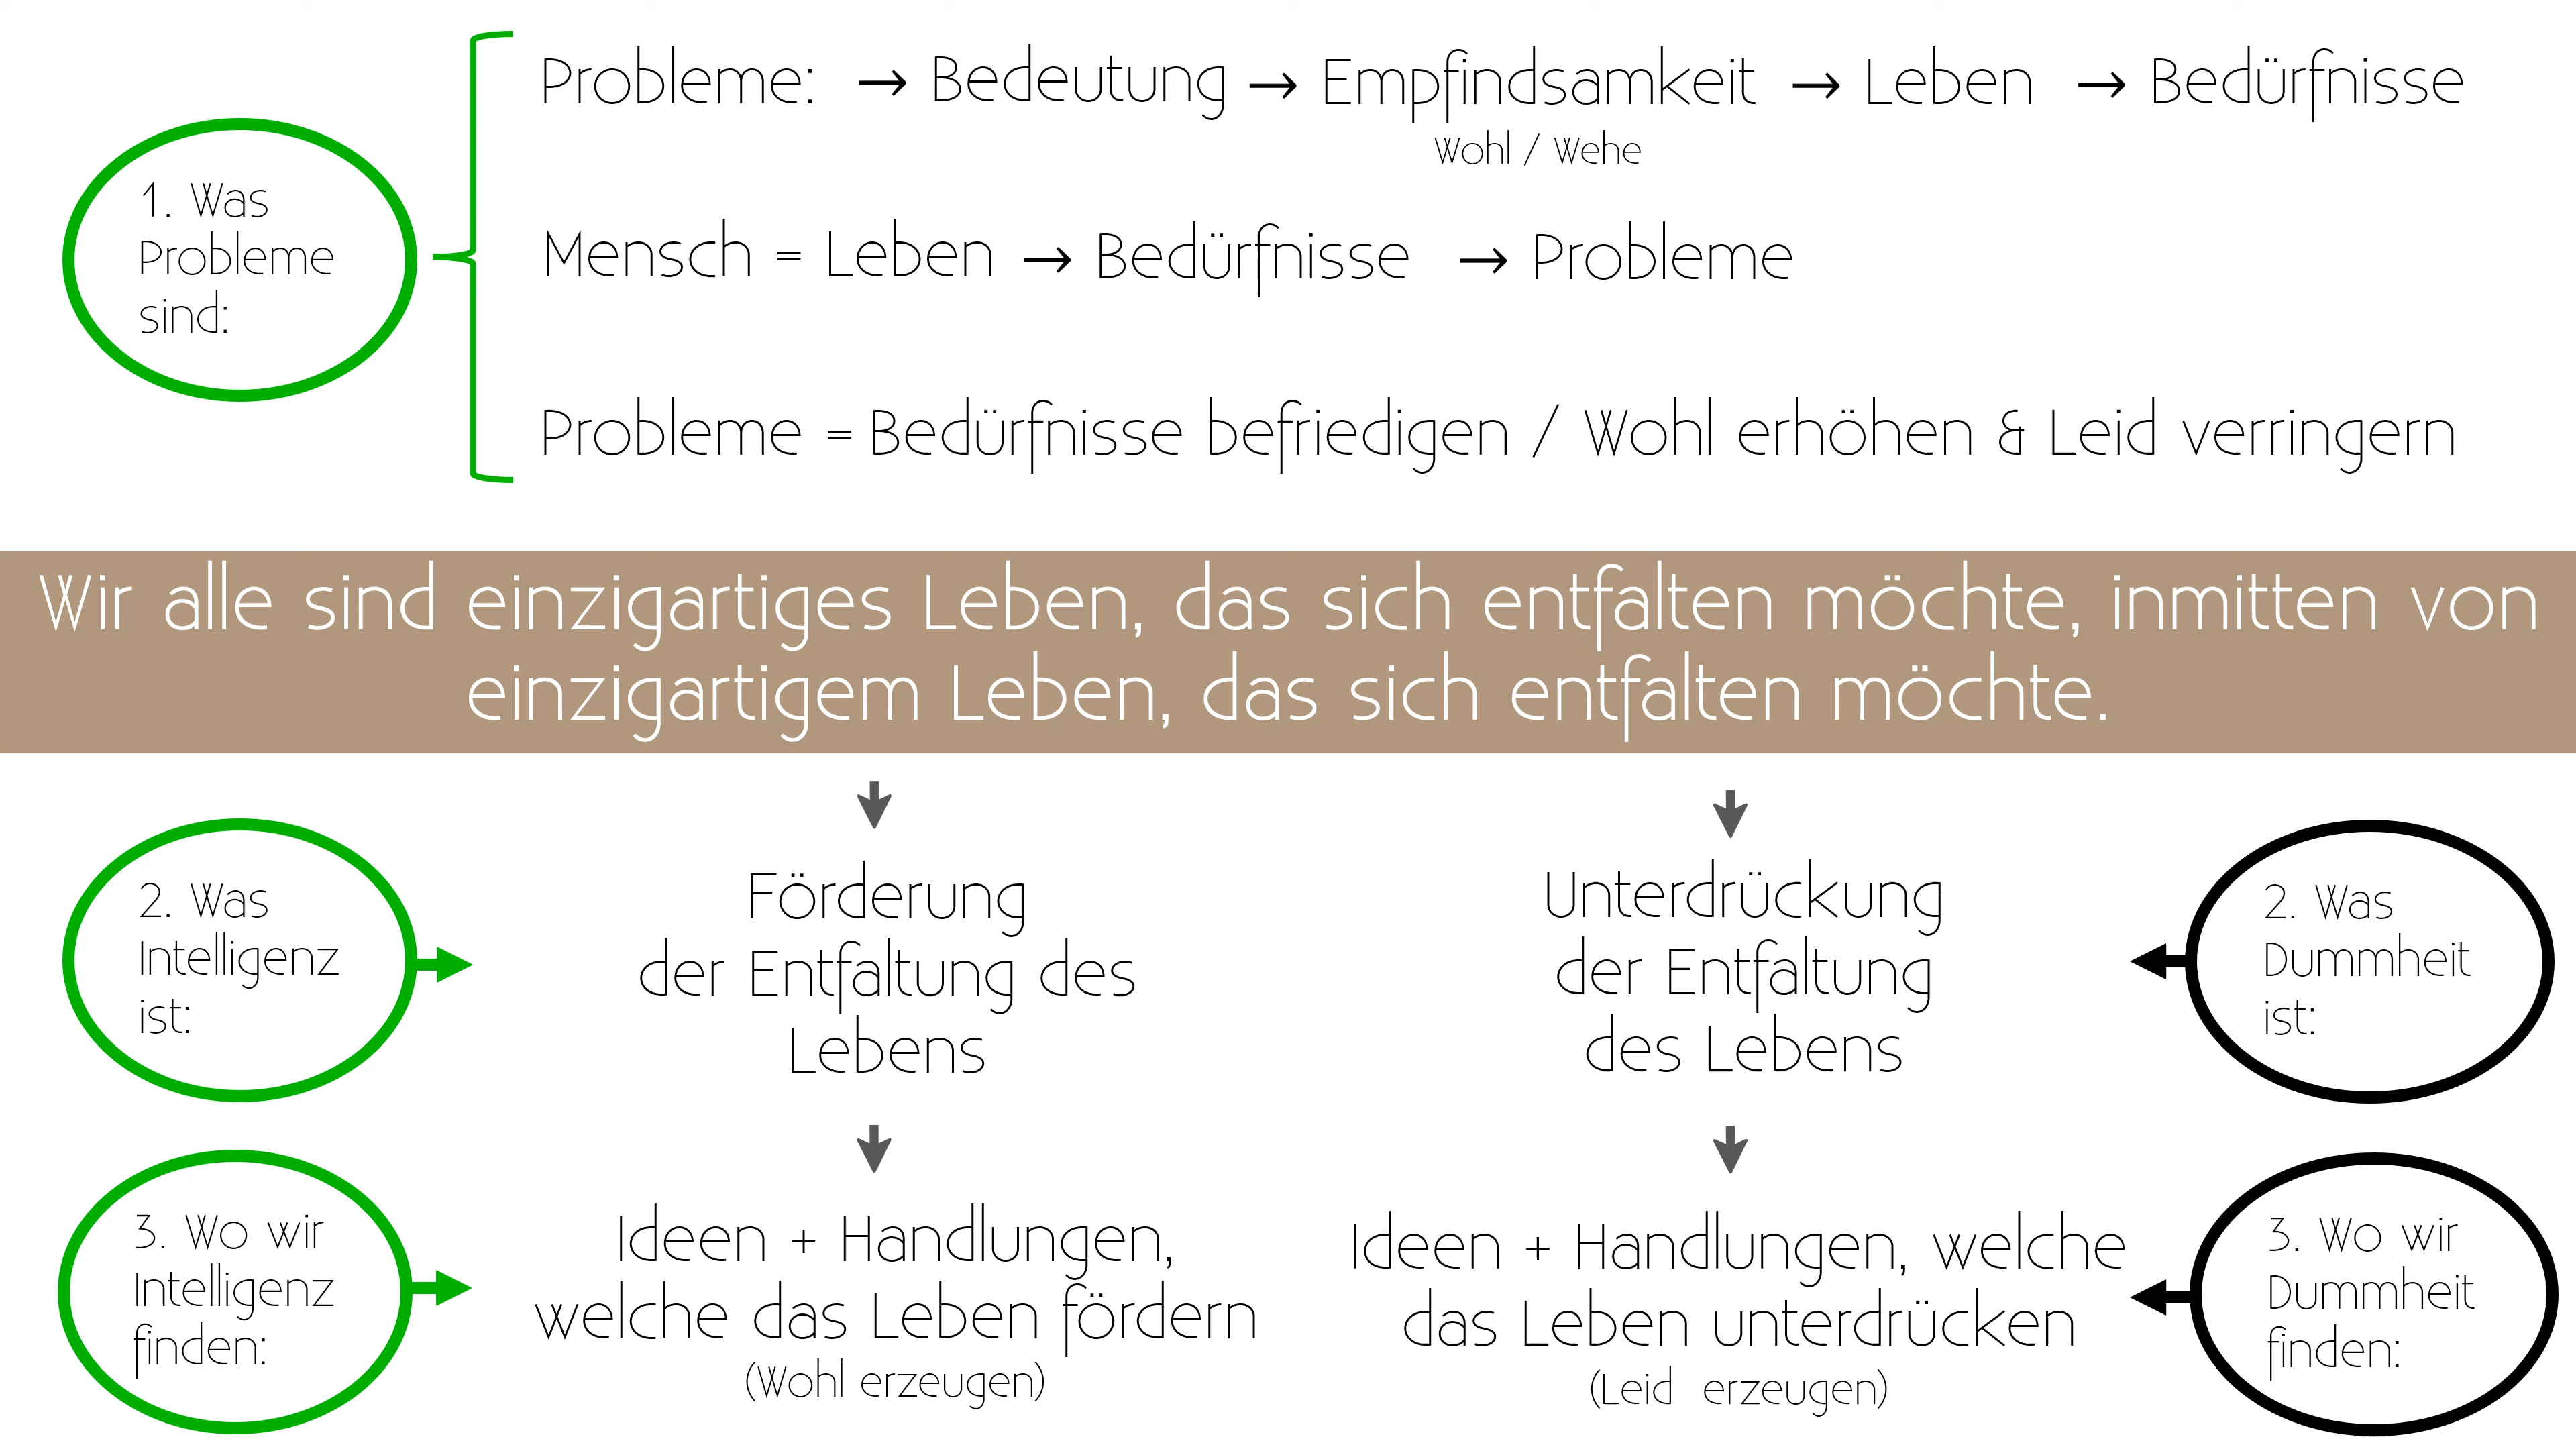 1. Was
Probleme
sind:
Probleme: → Bedeutung → Empfindsamkeit → Leben → Bedürfnisse
Wohl / Wehe
Mensch = Leben → Bedürfnisse → Probleme
Probleme = Bedürfnisse befriedigen / Wohl erhöhen & Leid verringern
Wir alle sind einzigartiges Leben, das sich entfalten möchte, inmitten von
einzigartigem Leben, das sich entfalten möchte.
2. Was
Intelligenz
ist:
Förderung
der Entfaltung des
Lebens
Unterdrückung
der Entfaltung
des Lebens
2. Was
Dummheit
ist:
3. Wo wir
Intelligenz
finden:
Ideen + Handlungen,
welche das Leben fördern
(Wohl erzeugen)
Ideen + Handlungen, welche
das Leben unterdrücken
(Leid erzeugen)
3. Wo wir
Dummheit
finden: